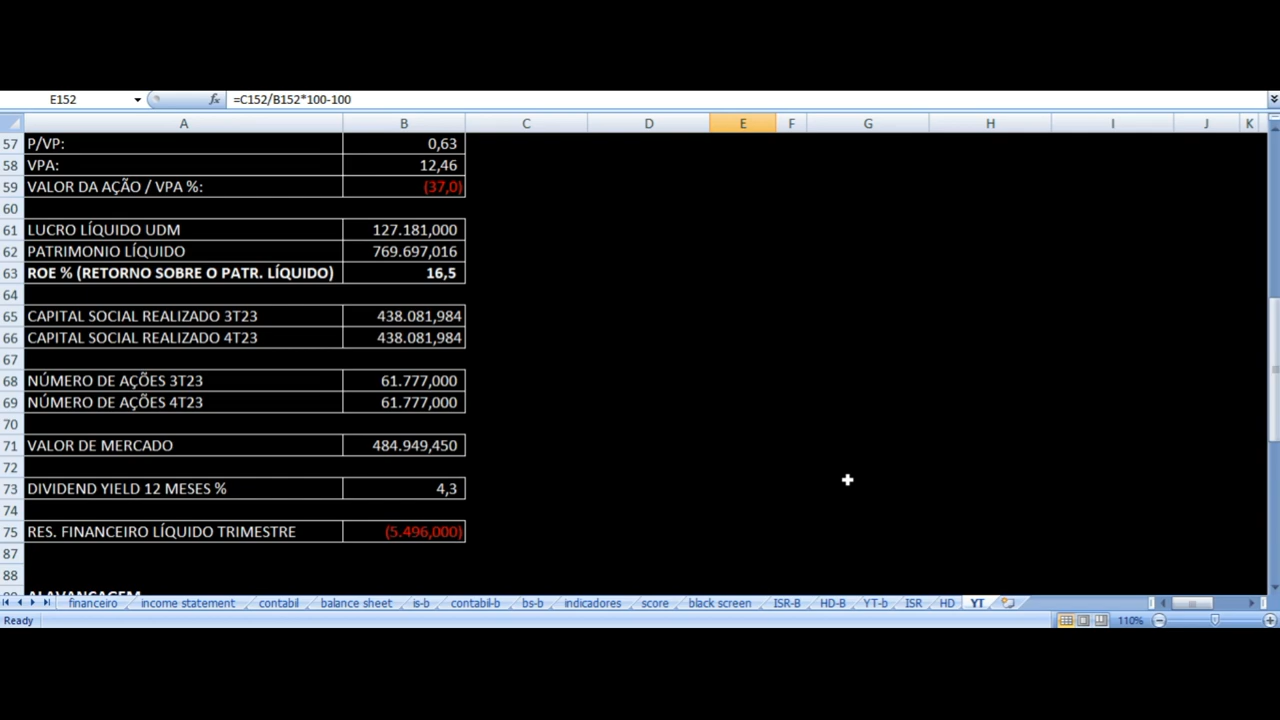 E152 fx =C152/B152*100-100
A B C D E F G H I J K
57 P/VP: 0,63
58 VPA: 12,46
59 VALOR DA AÇÃO / VPA %: (37,0)
60
61 LUCRO LÍQUIDO UDM 127.181,000
62 PATRIMONIO LÍQUIDO 769.697,016
63 ROE % (RETORNO SOBRE O PATR. LÍQUIDO) 16,5
64
65 CAPITAL SOCIAL REALIZADO 3T23 438.081,984
66 CAPITAL SOCIAL REALIZADO 4T23 438.081,984
67
68 NÚMERO DE AÇÕES 3T23 61.777,000
69 NÚMERO DE AÇÕES 4T23 61.777,000
70
71 VALOR DE MERCADO 484.949,450
72
73 DIVIDEND YIELD 12 MESES % 4,3
74
75 RES. FINANCEIRO LÍQUIDO TRIMESTRE (5.496,000)
87
88
ALAVANCAGEM
financeiro income statement contabil balance sheet is-b contabil-b bs-b indicadores score black screen ISR-B HD-B YT-b ISR HD YT
Ready 110%